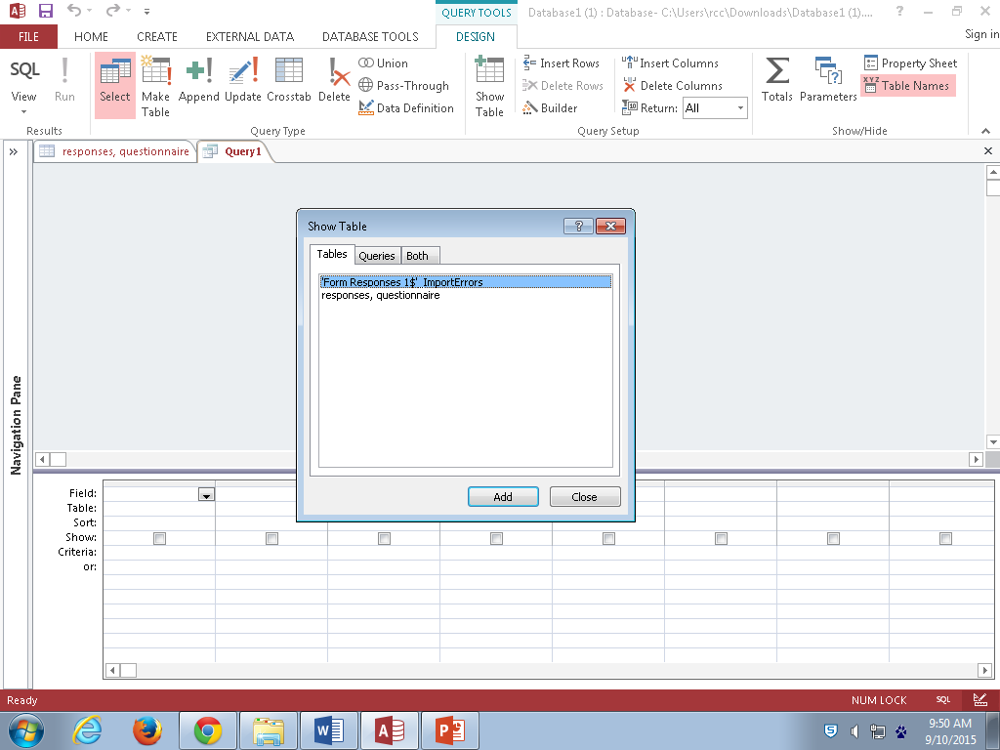 QUERY TOOLS
Database1 (1) : Database- C:\Users\rcc\Downloads\Database1 (1)....
?
FILE HOME CREATE EXTERNAL DATA DATABASE TOOLS DESIGN
Sign in
SQL
View
Run
Results
Select
Make Table
Append
Update
Crosstab
Delete
Union
Pass-Through
Data Definition
Query Type
Show Table
Insert Rows
Delete Rows
Builder
Insert Columns
Delete Columns
Return: All
Query Setup
Totals
Parameters
Property Sheet
XYZ Table Names
Show/Hide
responses, questionnaire
Query1
Navigation Pane
Show Table
?
Tables Queries Both
'Form Responses 1$'_ImportErrors
responses, questionnaire
Add Close
Field:
Table:
Sort:
Show:
Criteria:
or:
Ready
NUM LOCK
SQL
9:50 AM
9/10/2015